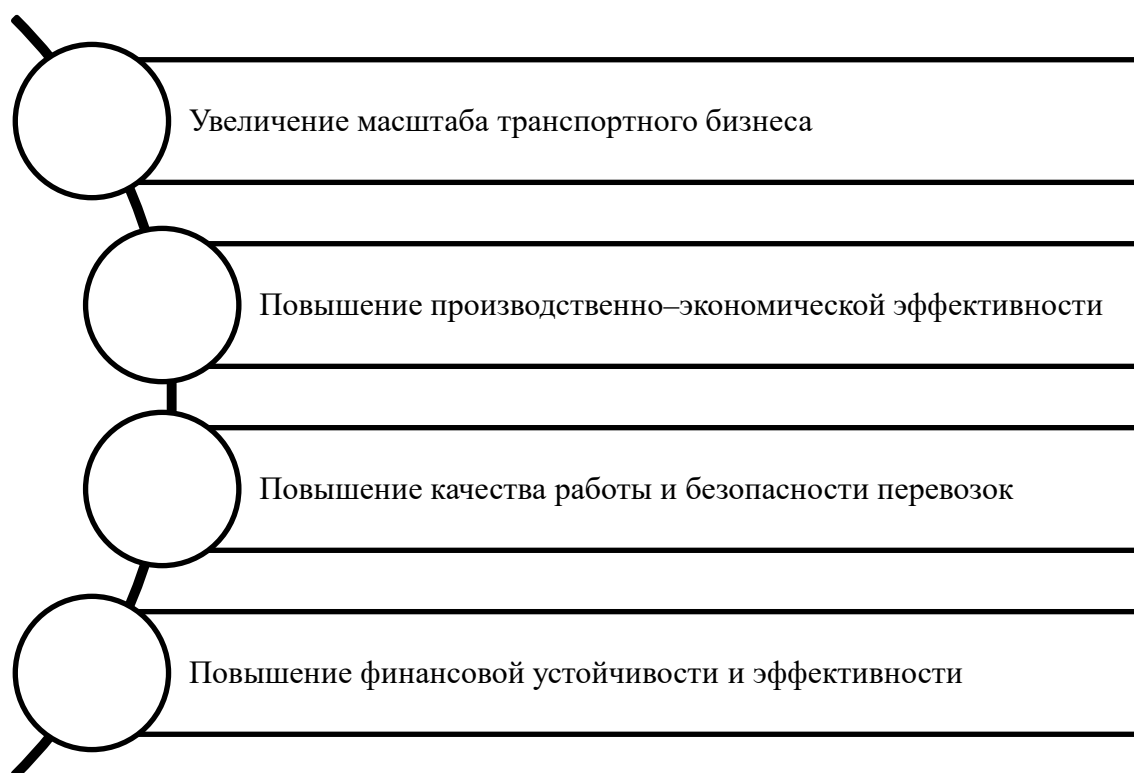 Увеличение масштаба транспортного бизнеса
Повышение производственно–экономической эффективности
Повышение качества работы и безопасности перевозок
Повышение финансовой устойчивости и эффективности